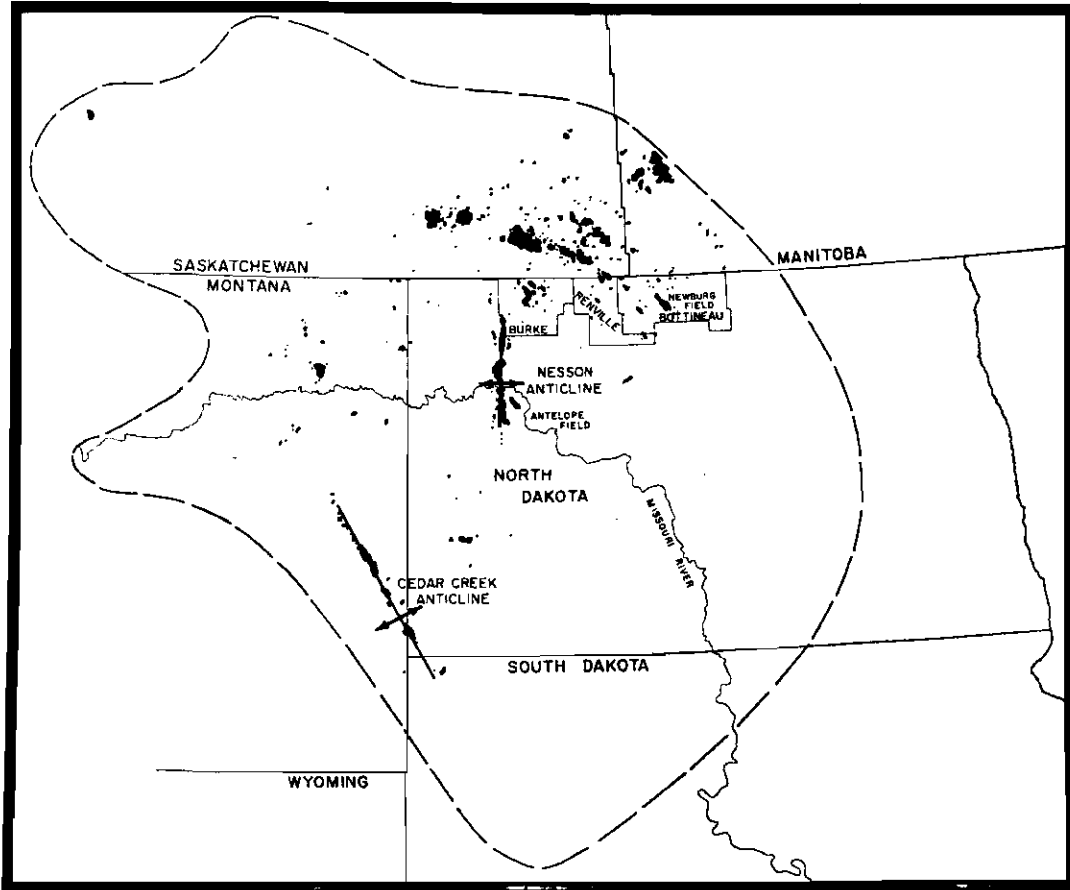 MANITOBA
SASKATCHEWAN
MONTANA
NEWBURG
FIELD
BOTTINEAU
RENVILLE
BURKE
NESSON
ANTICLINE
ANTELOPE
FIELD
NORTH
DAKOTA
MISSOURI RIVER
CEDAR CREEK
ANTICLINE
SOUTH DAKOTA
WYOMING